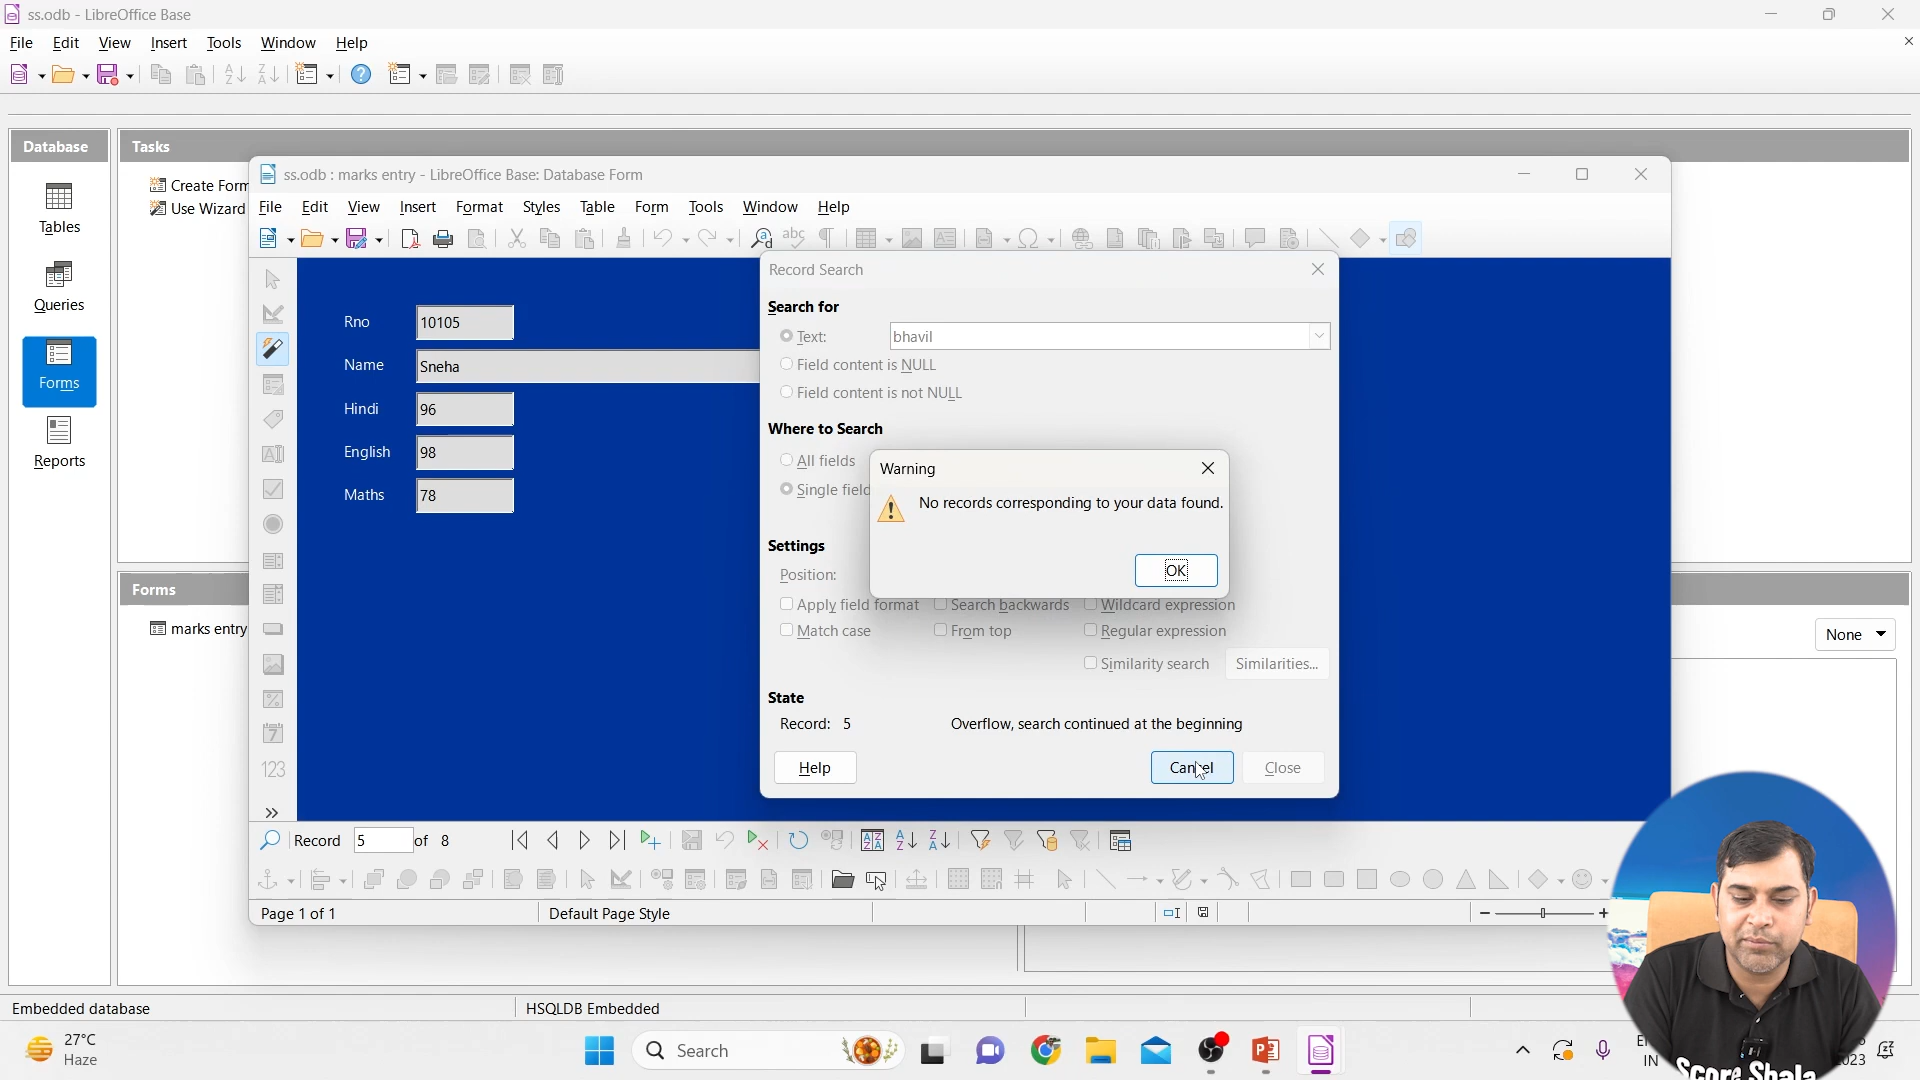 ss.odb - LibreOffice Base
File Edit View Insert Tools Window Help
Database
Tasks
Tables
Queries
Forms
Reports
Create Form
Use Wizard
ss.odb : marks entry - LibreOffice Base: Database Form
File Edit View Insert Format Styles Table Form Tools Window Help
Rno 10105
Name Sneha
Hindi 96
English 98
Maths 78
Record Search
Search for
Text: bhavil
Field content is NULL
Field content is not NULL
Where to Search
All fields
Single field
Warning
No records corresponding to your data found.
OK
Settings
Position:
Apply field format Search backwards Wildcard expression
Match case From top Regular expression
Similarity search Similarities...
State
Record: 5 Overflow, search continued at the beginning
Help Cancel Close
Forms
marks entry
None
123
Record 5 of 8
Page 1 of 1 Default Page Style
Embedded database HSQLDB Embedded
27°C
Haze
Search
IN
Score Shala